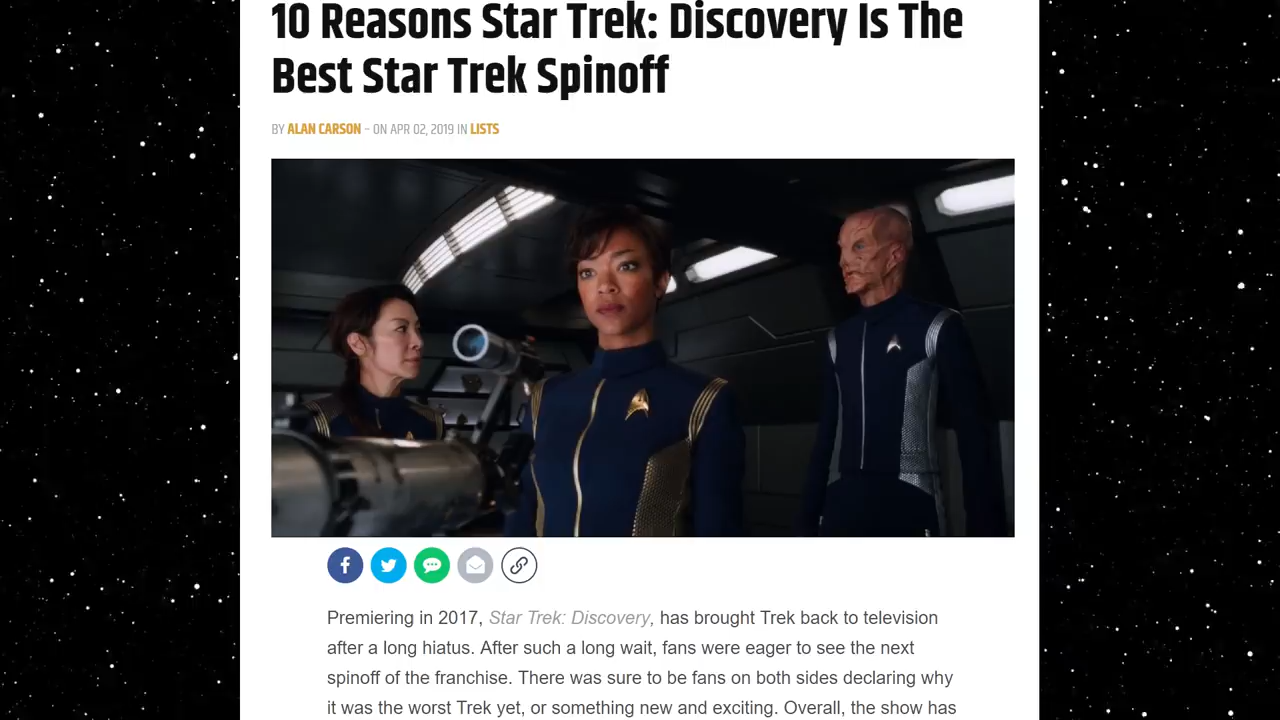 10 Reasons Star Trek: Discovery Is The
Best Star Trek Spinoff
BY ALAN CARSON - ON APR 02, 2019 IN LISTS
Premiering in 2017, Star Trek: Discovery, has brought Trek back to television
after a long hiatus. After such a long wait, fans were eager to see the next
spinoff of the franchise. There was sure to be fans on both sides declaring why
it was the worst Trek yet, or something new and exciting. Overall, the show has